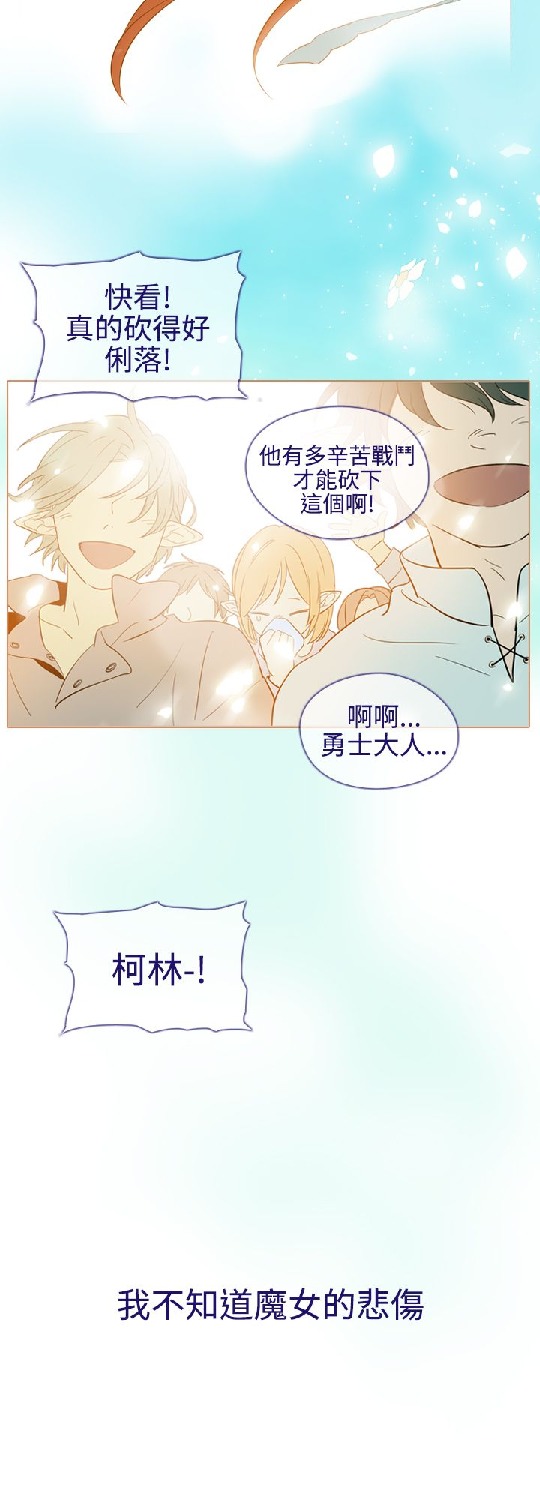 快看!
真的砍得好
俐落!
他有多辛苦戰鬥
才能砍下
這個啊!
啊啊...
勇士大人...
柯林-!
我不知道魔女的悲傷